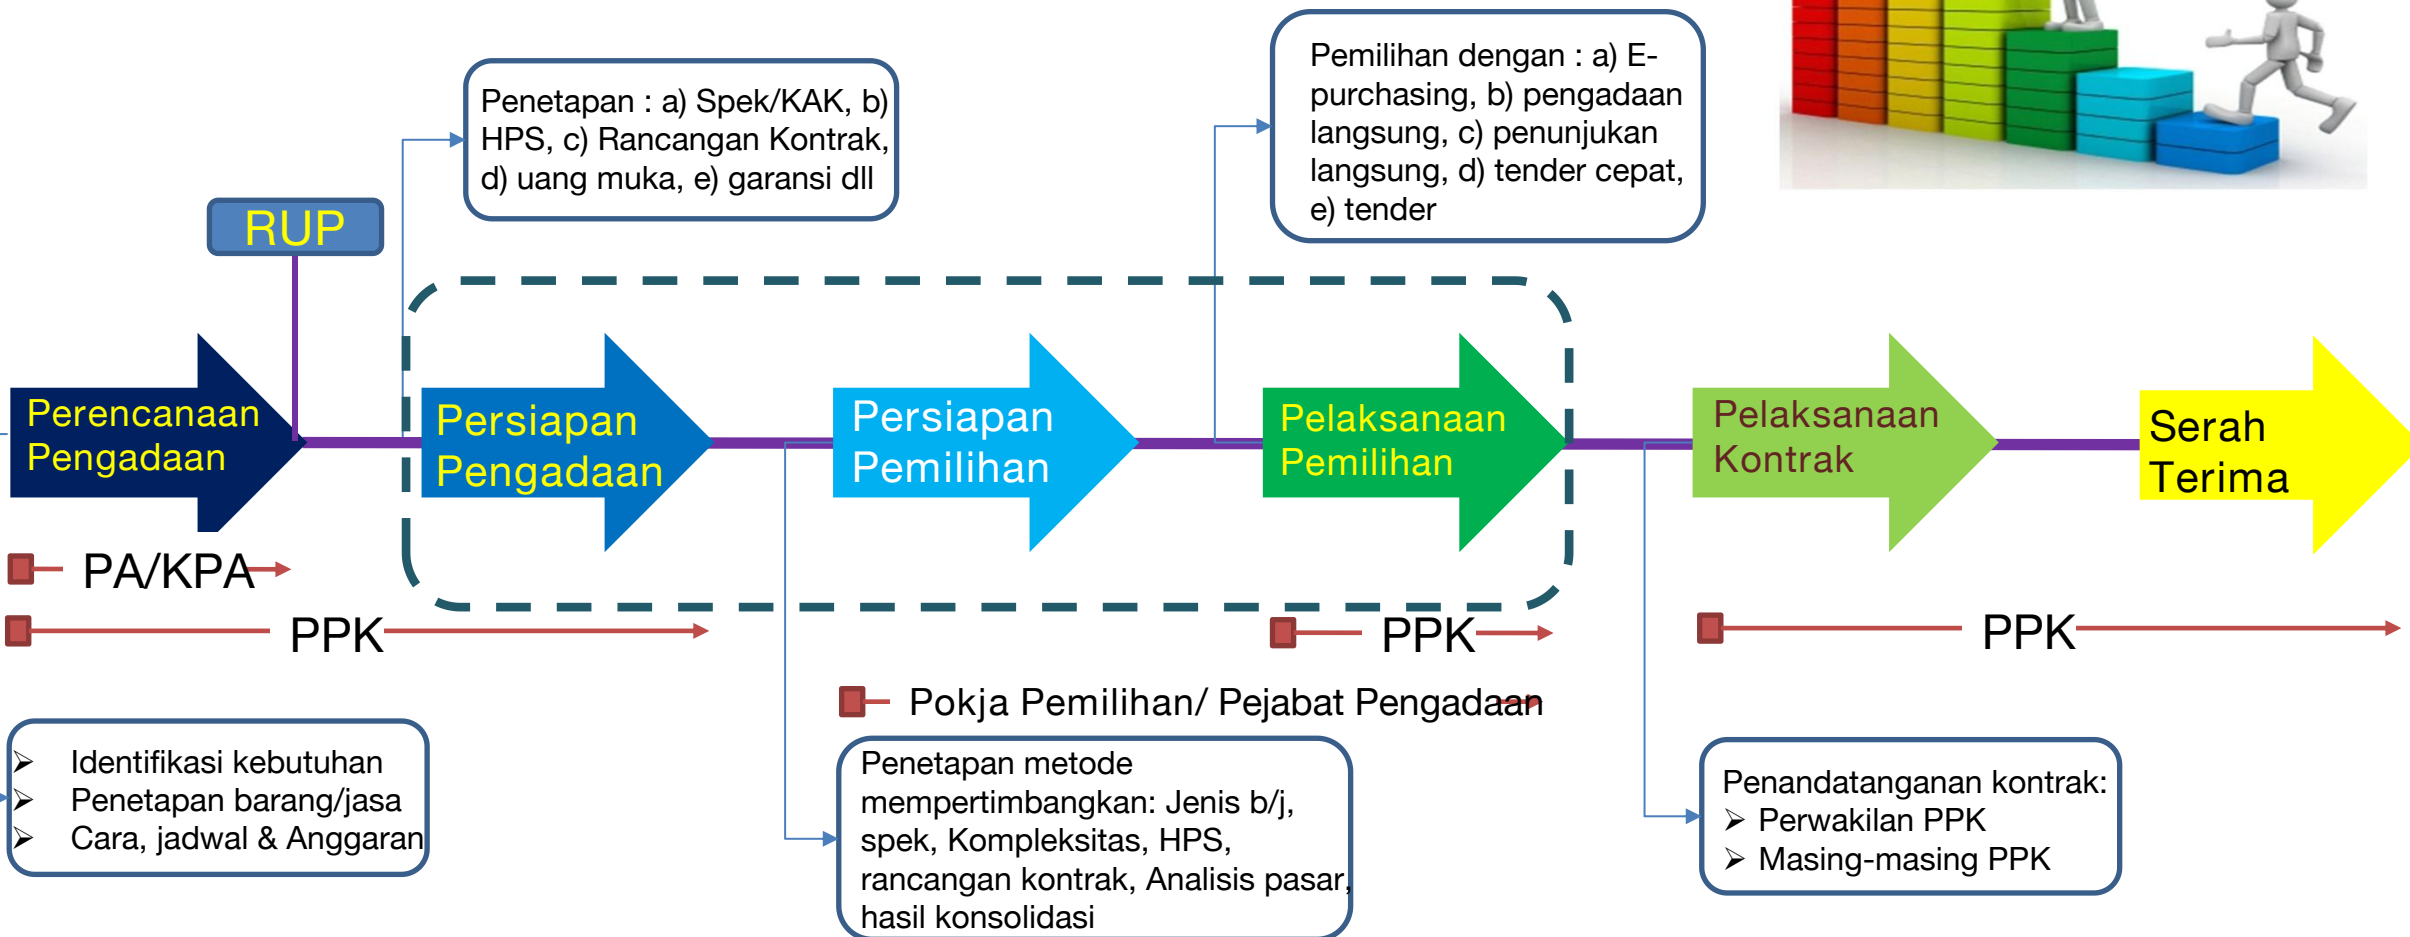 Penetapan : a) Spek/KAK, b)
HPS, c) Rancangan Kontrak,
d) uang muka, e) garansi dll
Pemilihan dengan : a) E-
purchasing, b) pengadaan
langsung, c) penunjukan
langsung, d) tender cepat,
e) tender
RUP
Perencanaan
Pengadaan
Persiapan
Pengadaan
Persiapan
Pemilihan
Pelaksanaan
Pemilihan
Pelaksanaan
Kontrak
Serah
Terima
PA/KPA
PPK
PPK
PPK
Pokja Pemilihan/ Pejabat Pengadaan
➢ Identifikasi kebutuhan
➢ Penetapan barang/jasa
➢ Cara, jadwal & Anggaran
Penetapan metode
mempertimbangkan: Jenis b/j,
spek, Kompleksitas, HPS,
rancangan kontrak, Analisis pasar,
hasil konsolidasi
Penandatanganan kontrak:
➢ Perwakilan PPK
➢ Masing-masing PPK